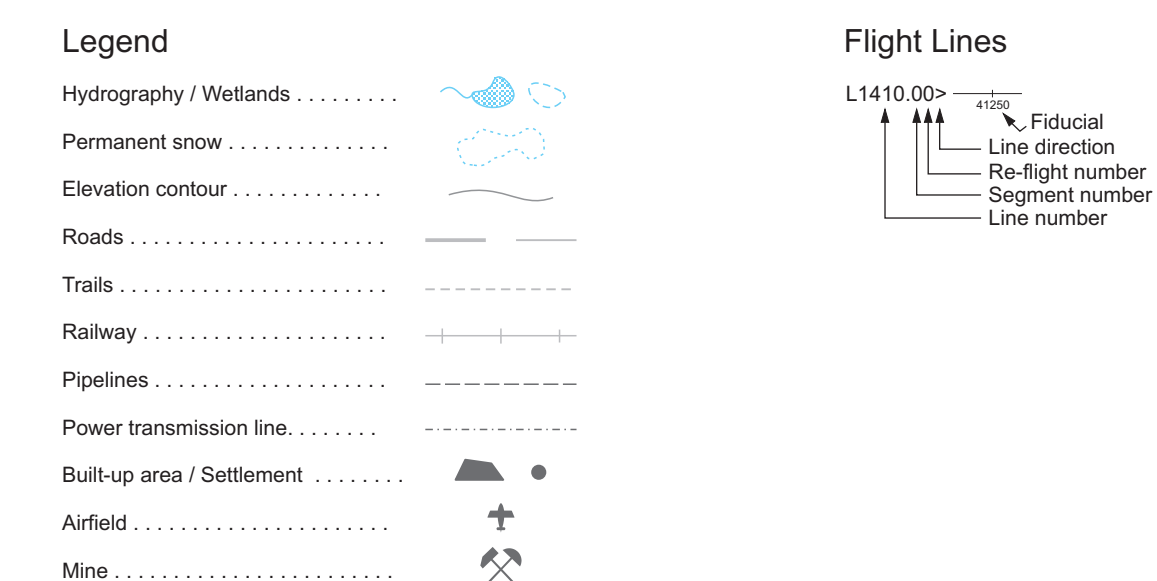 Legend
Hydrography / Wetlands . . . . . . . . .
Permanent snow . . . . . . . . . . . . . .
Elevation contour . . . . . . . . . . . . .
Roads . . . . . . . . . . . . . . . . . . . . . .
Trails . . . . . . . . . . . . . . . . . . . . . . .
Railway . . . . . . . . . . . . . . . . . . . . .
Pipelines . . . . . . . . . . . . . . . . . . . .
Power transmission line. . . . . . . .
Built-up area / Settlement . . . . . . . .
Airfield . . . . . . . . . . . . . . . . . . . . . .
Mine . . . . . . . . . . . . . . . . . . . . . . . .
Flight Lines
L1410.00>
41250
Fiducial
Line direction
Re-flight number
Segment number
Line number